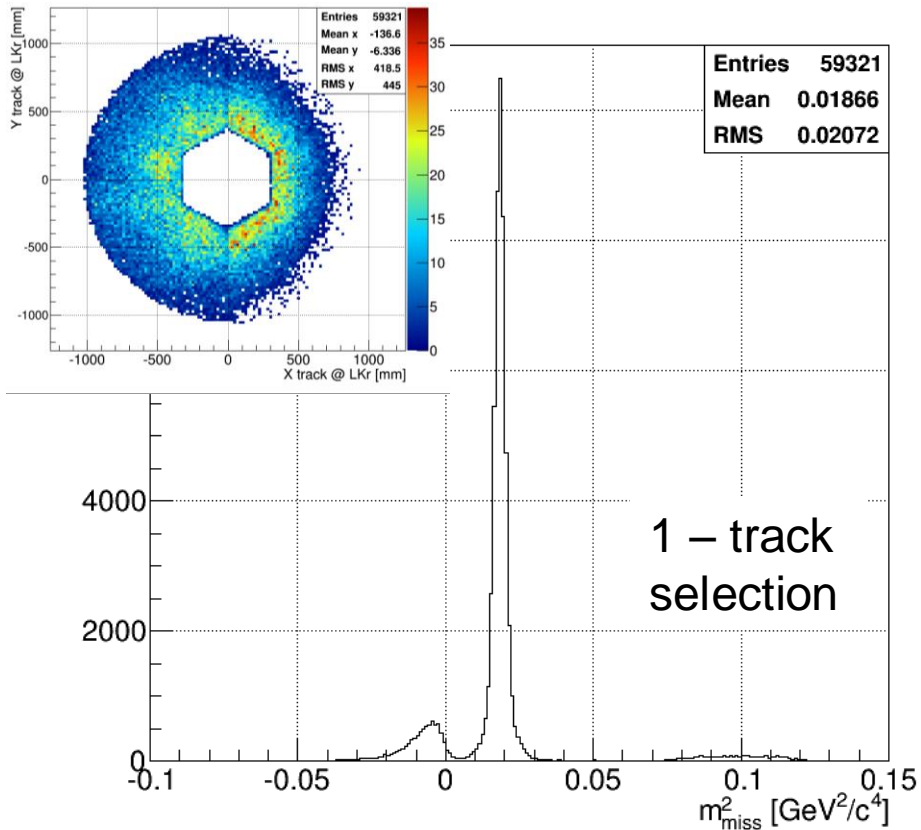 Entries 59321
Mean x -136.6
Mean y -6.336
RMS x 418.5
RMS y 445
Y track @ LKr [mm]
1000
500
0
-500
-1000
-1000 -500 0 500 1000
X track @ LKr [mm]
35
30
25
20
15
10
5
0
Entries 59321
Mean 0.01866
RMS 0.02072
4000
2000
0
1 – track
selection
-0.1 -0.05 0 0.05 0.1 0.15
m²miss [GeV²/c⁴]